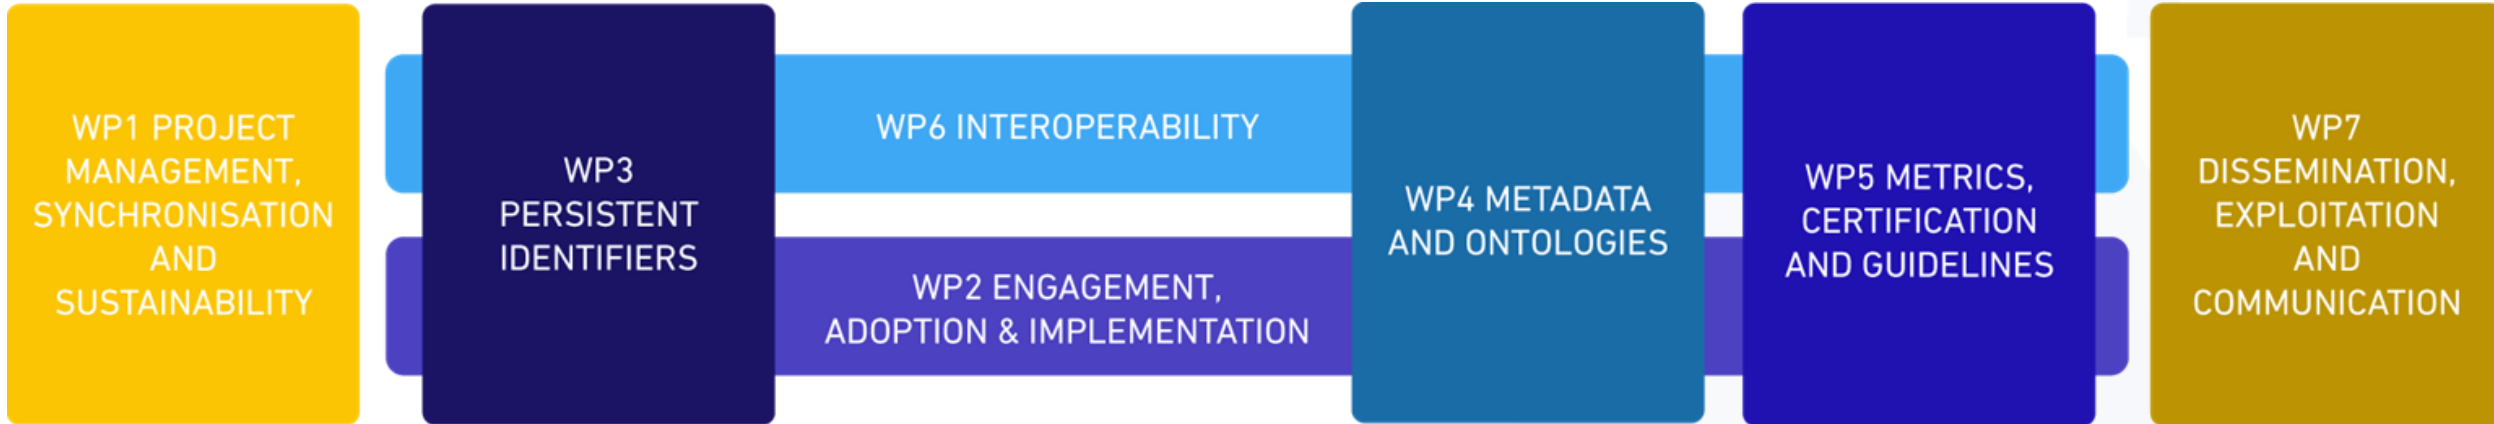 WP1 PROJECT
MANAGEMENT,
SYNCHRONISATION
AND
SUSTAINABILITY
WP3
PERSISTENT
IDENTIFIERS
WP6 INTEROPERABILITY
WP2 ENGAGEMENT,
ADOPTION & IMPLEMENTATION
WP4 METADATA
AND ONTOLOGIES
WP5 METRICS,
CERTIFICATION
AND GUIDELINES
WP7
DISSEMINATION,
EXPLOITATION
AND
COMMUNICATION